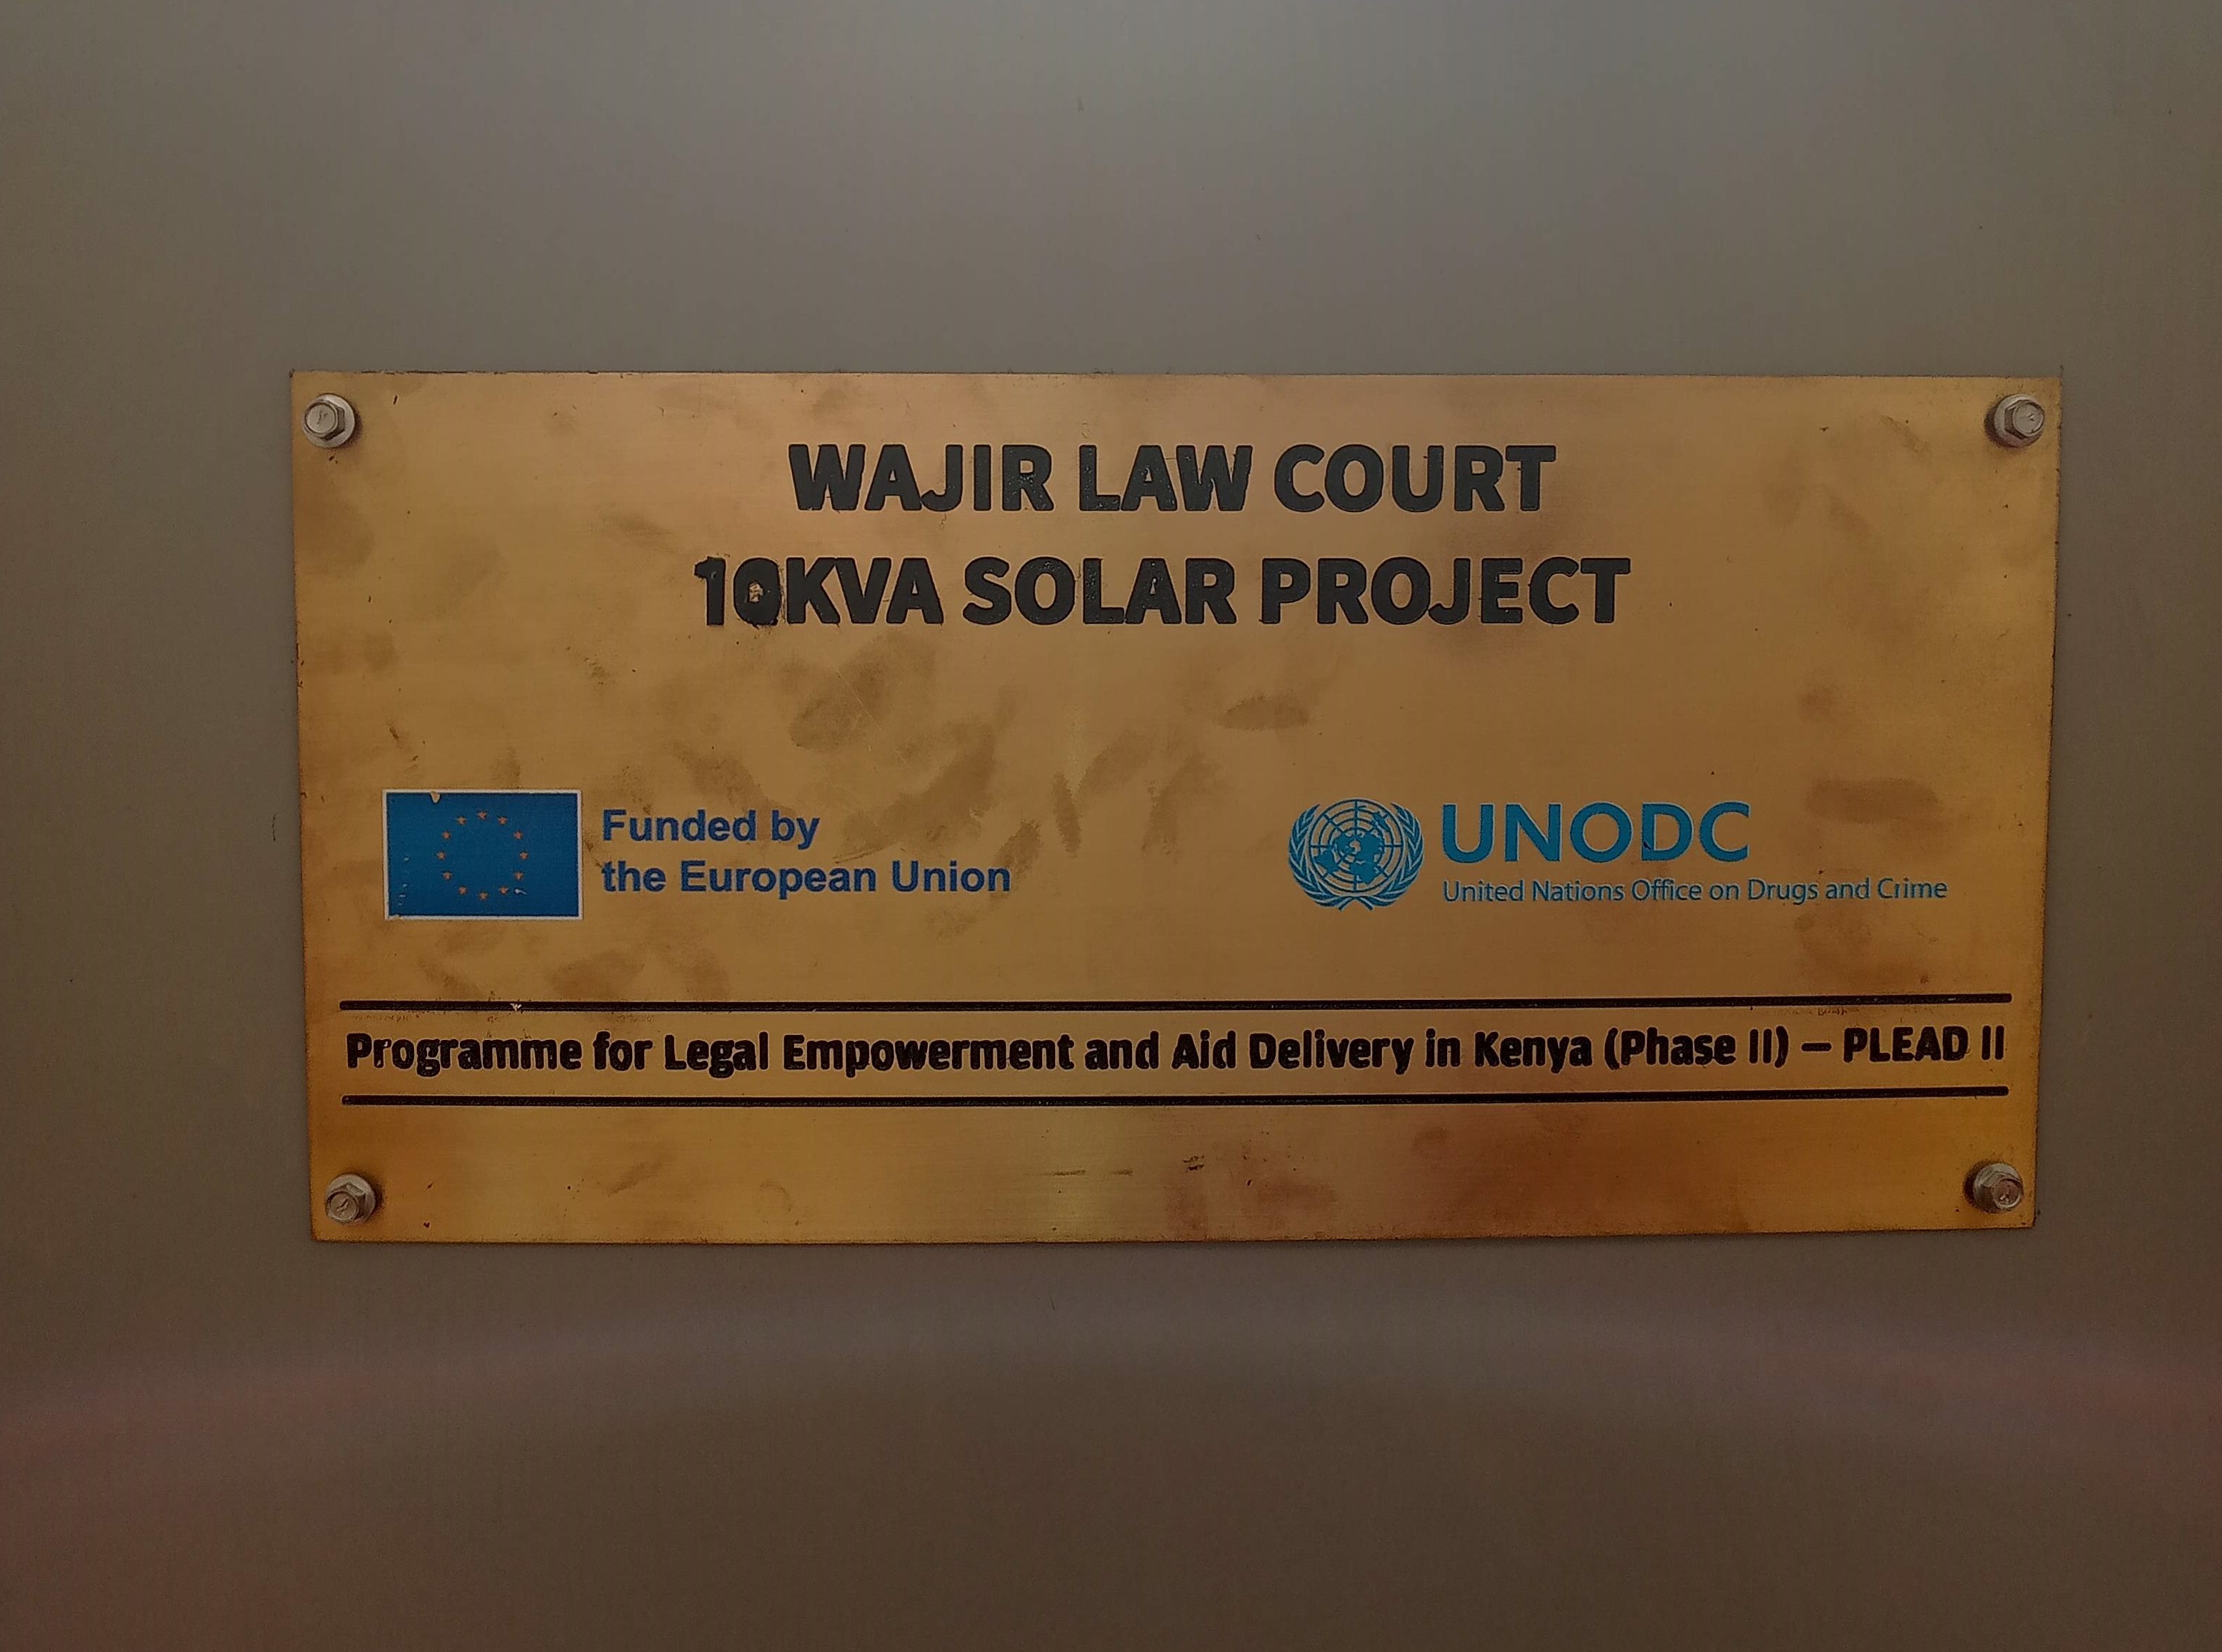 WAJIR LAW COURT
10KVA SOLAR PROJECT
Funded by
the European Union
UNODC
United Nations Office on Drugs and Crime
Programme for Legal Empowerment and Aid Delivery in Kenya (Phase II) – PLEAD II